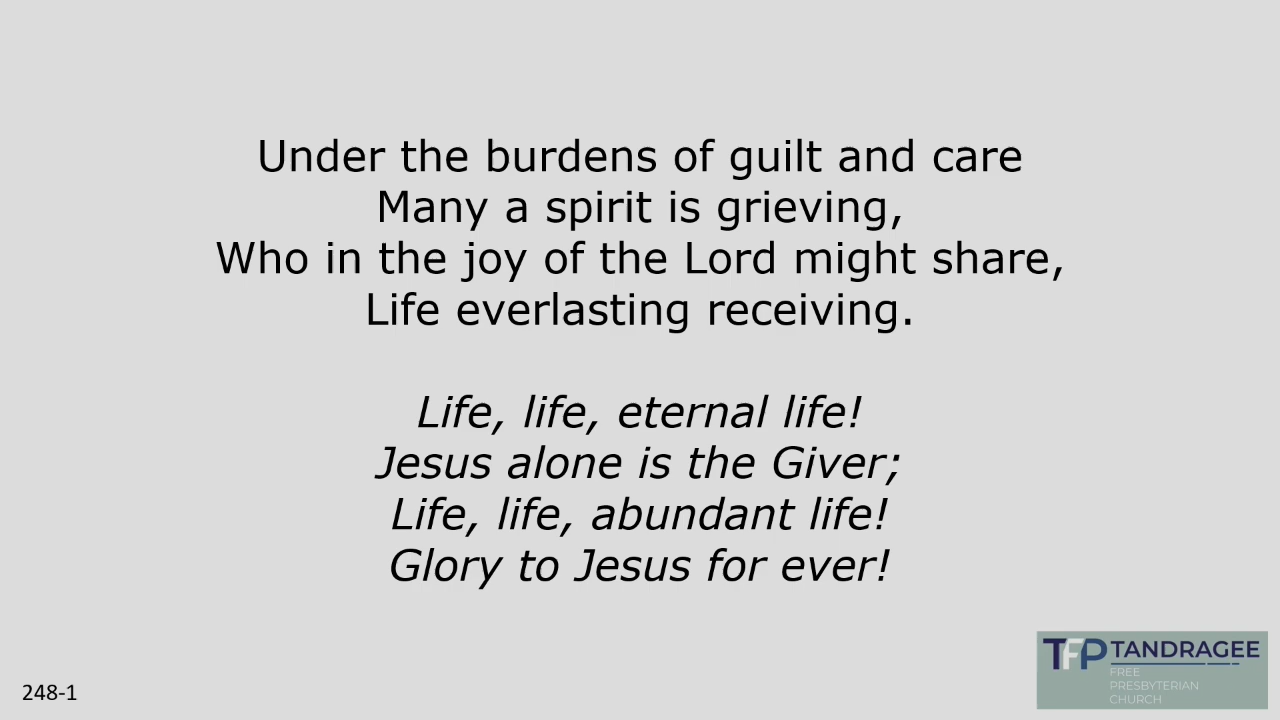 Under the burdens of guilt and care
Many a spirit is grieving,
Who in the joy of the Lord might share,
Life everlasting receiving.
Life, life, eternal life!
Jesus alone is the Giver;
Life, life, abundant life!
Glory to Jesus for ever!
TFP TANDRAGEE
FREE
PRESBYTERIAN
CHURCH
248-1